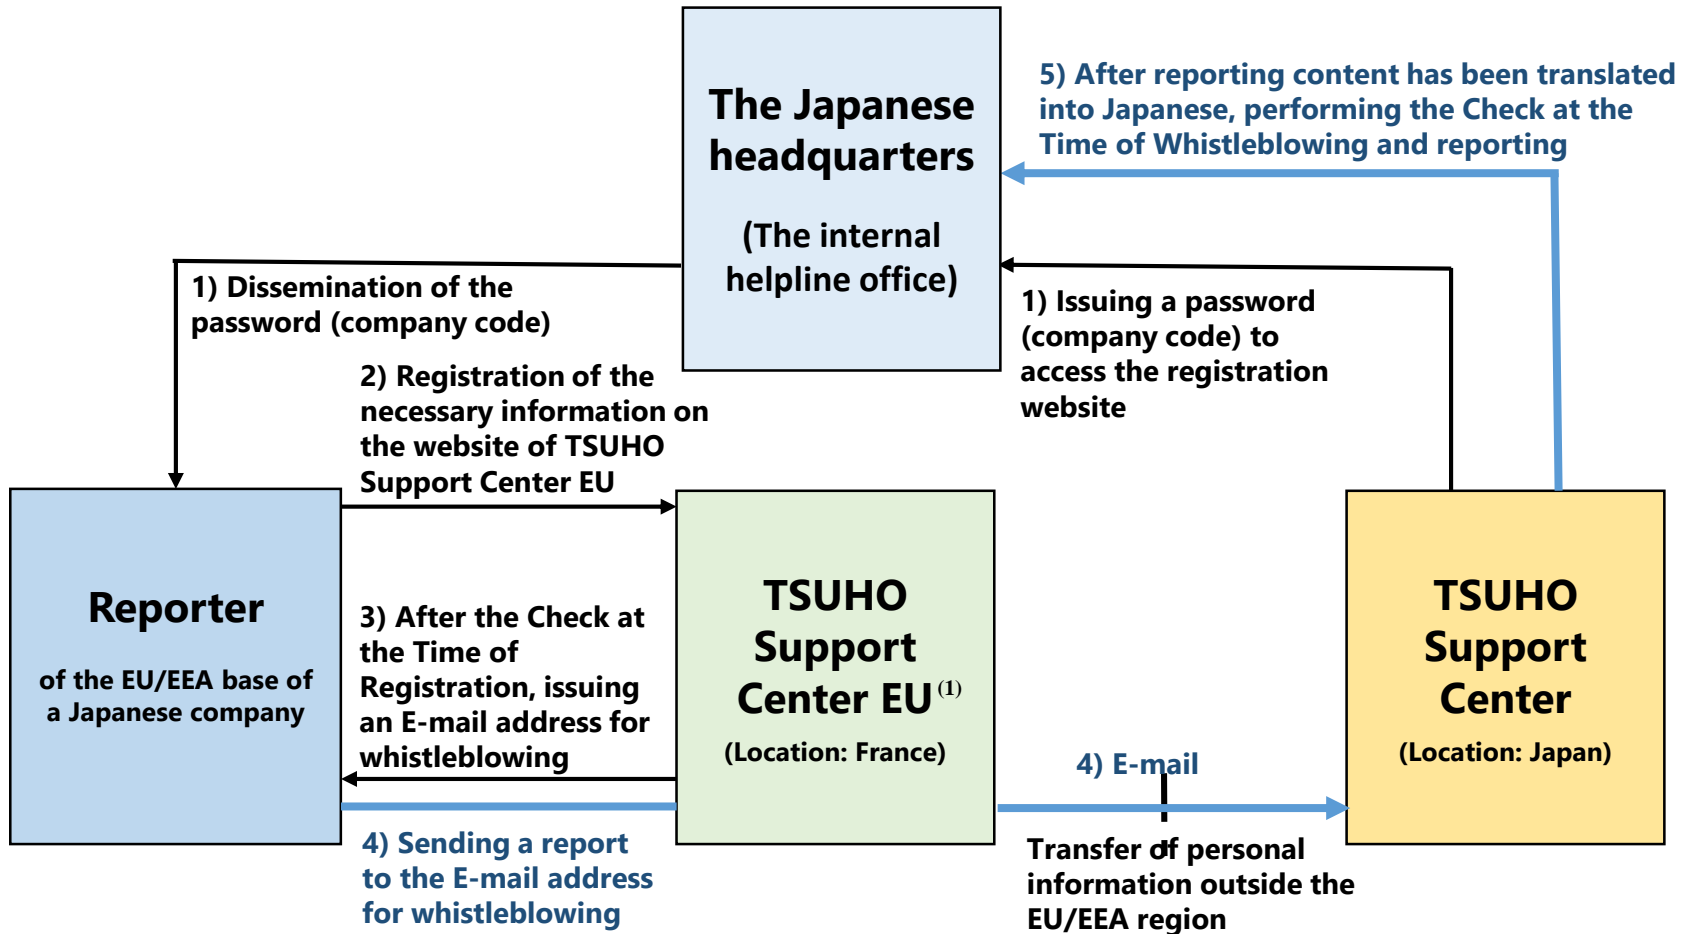 The Japanese
headquarters
(The internal
helpline office)
5) After reporting content has been translated
into Japanese, performing the Check at the
Time of Whistleblowing and reporting
1) Dissemination of the
password (company code)
1) Issuing a password
(company code) to
access the registration
website
2) Registration of the
necessary information on
the website of TSUHO
Support Center EU
Reporter
of the EU/EEA base of
a Japanese company
3) After the Check at
the Time of
Registration, issuing
an E-mail address for
whistleblowing
TSUHO
Support
Center EU (1)
(Location: France)
TSUHO
Support
Center
(Location: Japan)
4) E-mail
4) Sending a report
to the E-mail address
for whistleblowing
Transfer of personal
information outside the
EU/EEA region